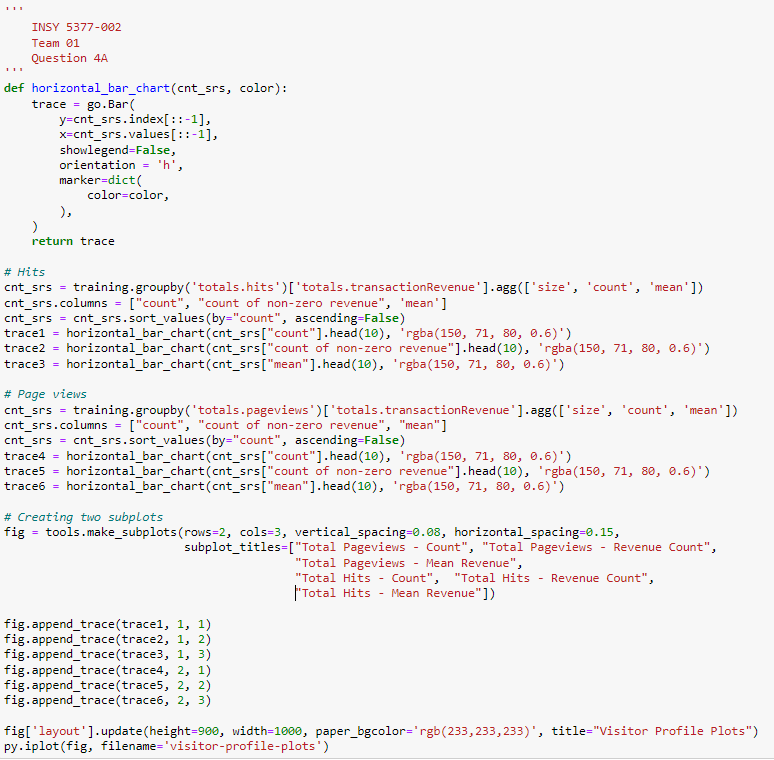 '''
    INSY 5377-002
    Team 01
    Question 4A
'''
def horizontal_bar_chart(cnt_srs, color):
    trace = go.Bar(
        y=cnt_srs.index[::-1],
        x=cnt_srs.values[::-1],
        showlegend=False,
        orientation = 'h',
        marker=dict(
            color=color,
        ),
    )
    return trace

# Hits
cnt_srs = training.groupby('totals.hits')['totals.transactionRevenue'].agg(['size', 'count', 'mean'])
cnt_srs.columns = ["count", "count of non-zero revenue", 'mean']
cnt_srs = cnt_srs.sort_values(by="count", ascending=False)
trace1 = horizontal_bar_chart(cnt_srs["count"].head(10), 'rgba(150, 71, 80, 0.6)')
trace2 = horizontal_bar_chart(cnt_srs["count of non-zero revenue"].head(10), 'rgba(150, 71, 80, 0.6)')
trace3 = horizontal_bar_chart(cnt_srs["mean"].head(10), 'rgba(150, 71, 80, 0.6)')

# Page views
cnt_srs = training.groupby('totals.pageviews')['totals.transactionRevenue'].agg(['size', 'count', 'mean'])
cnt_srs.columns = ["count", "count of non-zero revenue", "mean"]
cnt_srs = cnt_srs.sort_values(by="count", ascending=False)
trace4 = horizontal_bar_chart(cnt_srs["count"].head(10), 'rgba(150, 71, 80, 0.6)')
trace5 = horizontal_bar_chart(cnt_srs["count of non-zero revenue"].head(10), 'rgba(150, 71, 80, 0.6)')
trace6 = horizontal_bar_chart(cnt_srs["mean"].head(10), 'rgba(150, 71, 80, 0.6)')

# Creating two subplots
fig = tools.make_subplots(rows=2, cols=3, vertical_spacing=0.08, horizontal_spacing=0.15,
                          subplot_titles=["Total Pageviews - Count", "Total Pageviews - Revenue Count",
                                          "Total Pageviews - Mean Revenue",
                                          "Total Hits - Count",  "Total Hits - Revenue Count",
                                          "Total Hits - Mean Revenue"])

fig.append_trace(trace1, 1, 1)
fig.append_trace(trace2, 1, 2)
fig.append_trace(trace3, 1, 3)
fig.append_trace(trace4, 2, 1)
fig.append_trace(trace5, 2, 2)
fig.append_trace(trace6, 2, 3)

fig['layout'].update(height=900, width=1000, paper_bgcolor='rgb(233,233,233)', title="Visitor Profile Plots")
py.iplot(fig, filename='visitor-profile-plots')